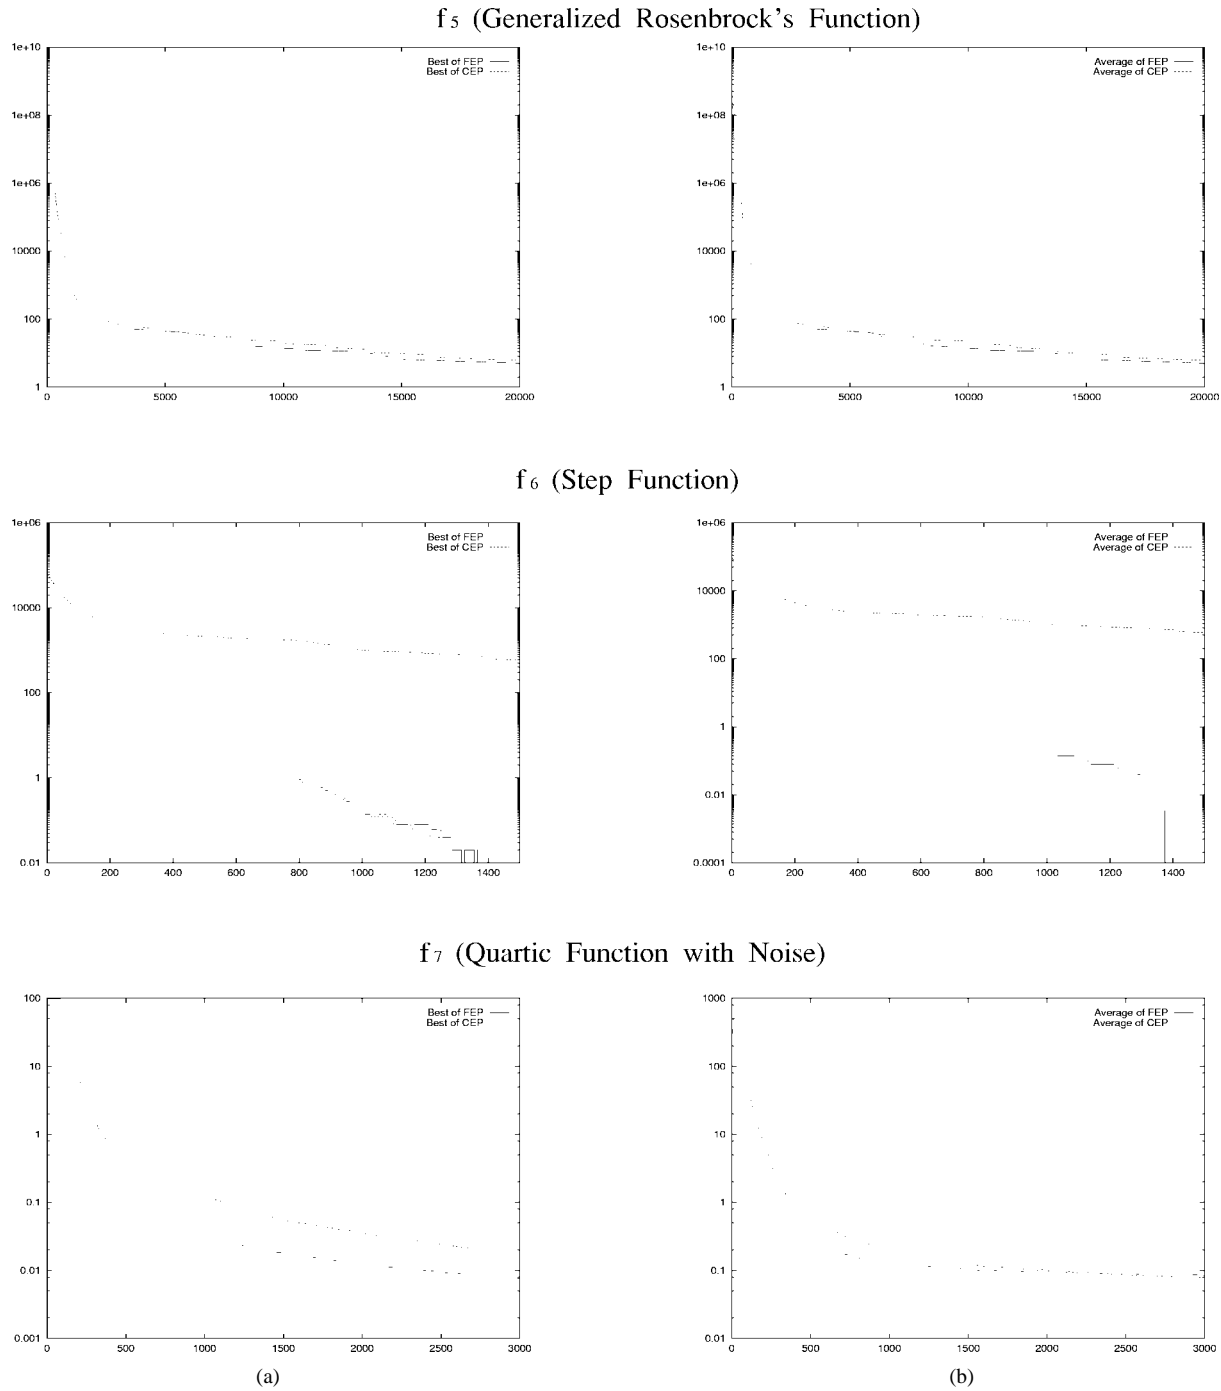 f5 (Generalized Rosenbrock's Function)
1e+10
1e+08
1e+06
10000
100
1
0 5000 10000 15000 20000
Best of FEP
Best of CEP
1e+10
1e+08
1e+06
10000
100
1
0 5000 10000 15000 20000
Average of FEP
Average of CEP
f6 (Step Function)
1e+06
10000
100
1
0.01
0 200 400 600 800 1000 1200 1400
Best of FEP
Best of CEP
1e+06
10000
100
1
0.01
0.0001
0 200 400 600 800 1000 1200 1400
Average of FEP
Average of CEP
f7 (Quartic Function with Noise)
100
10
1
0.1
0.01
0.001
0 500 1000 1500 2000 2500 3000
Best of FEP
Best of CEP
(a)
1000
100
10
1
0.1
0.01
0 500 1000 1500 2000 2500 3000
Average of FEP
Average of CEP
(b)